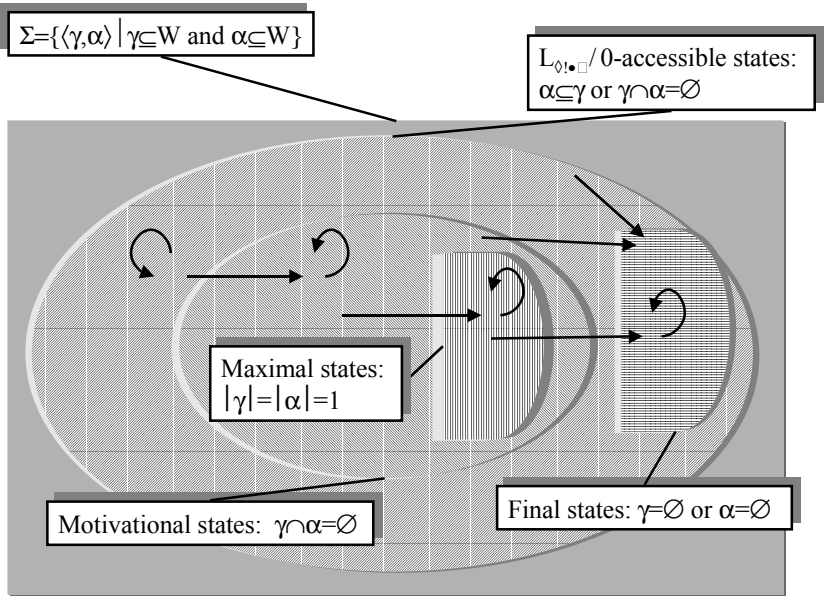 Σ={⟨γ,α⟩|γ⊆W and α⊆W}
L◊!●□/0-accessible states:
α⊆γ or γ∩α=∅
Maximal states:
|γ|=|α|=1
Motivational states: γ∩α=∅
Final states: γ=∅ or α=∅